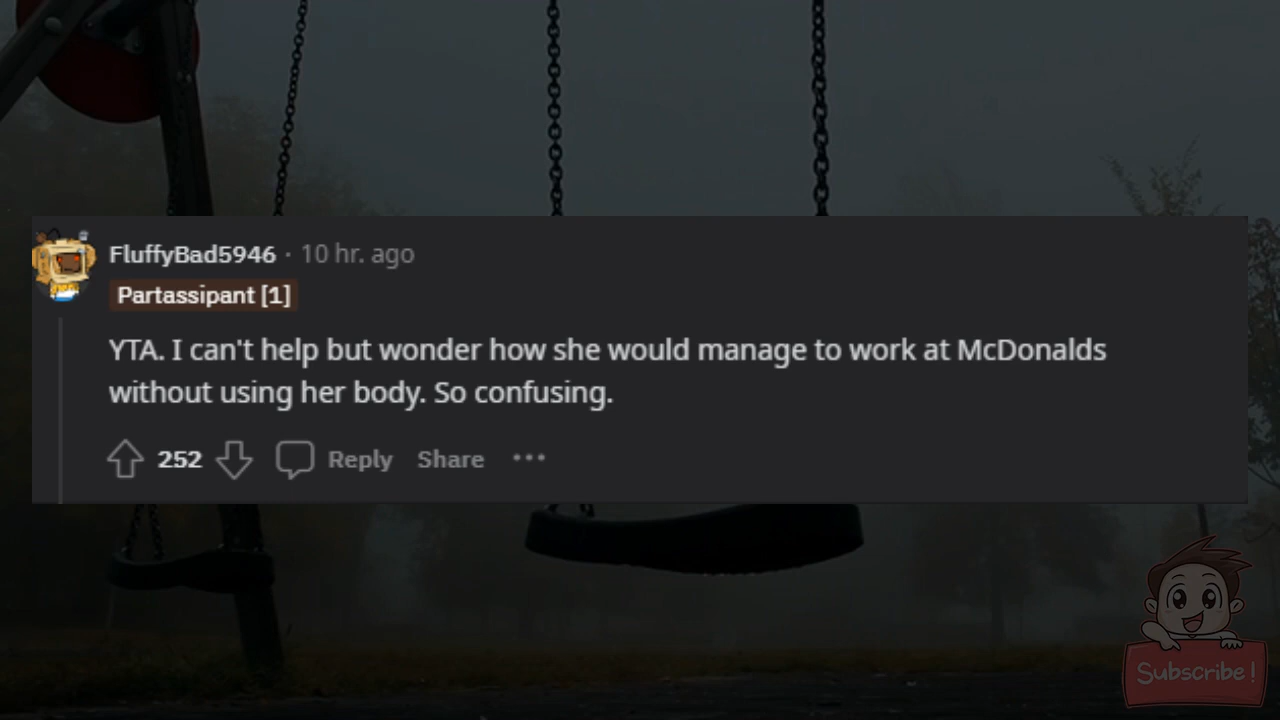 FluffyBad5946 · 10 hr. ago
Partassipant [1]
YTA. I can't help but wonder how she would manage to work at McDonalds
without using her body. So confusing.
252 Reply Share •••
Subscribe!